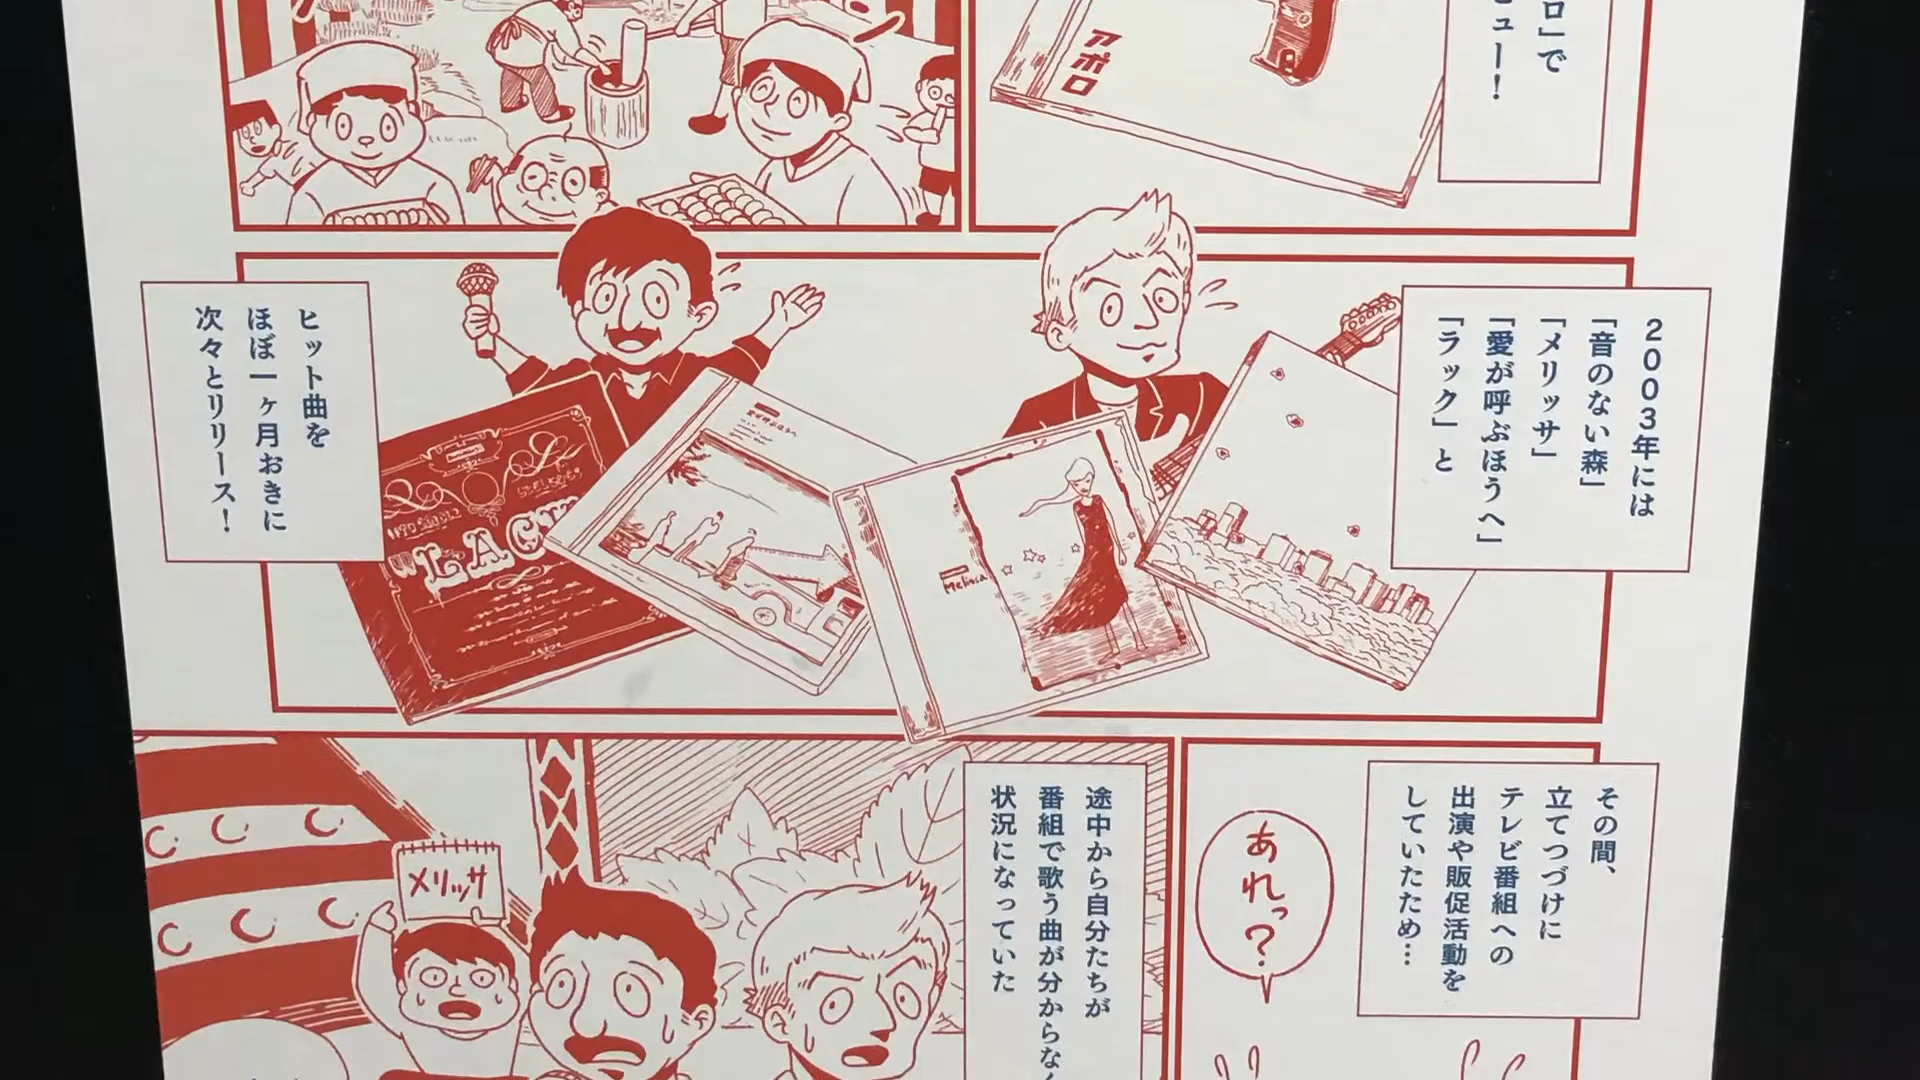 ロ」で
ュー!
アポロ
2003年には
「音のない森」
「メリッサ」
「愛が呼ぶほうへ」
「ラック」と
Melissa
LAC
ヒット曲を
ほぼ一ヶ月おきに
次々とリリース!
その間、
立てつづけに
テレビ番組への
出演や販促活動を
していたため…
あれっ?
途中から自分たちが
番組で歌う曲が分からなく
状況になっていた
メリッサ